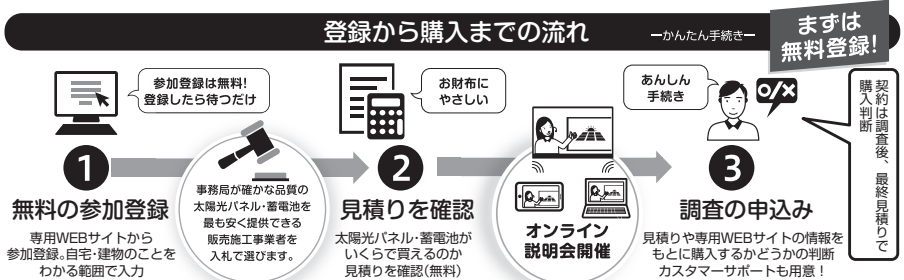 登録から購入までの流れ
ーかんたん手続きー
まずは
無料登録!
参加登録は無料!
登録したら待つだけ
1
無料の参加登録
専用WEBサイトから
参加登録。自宅・建物のことを
わかる範囲で入力
事務局が確かな品質の
太陽光パネル・蓄電池を
最も安く提供できる
販売施工事業者を
入札で選びます。
お財布に
やさしい
2
見積りを確認
太陽光パネル・蓄電池が
いくらで買えるのか
見積りを確認(無料)
オンライン
説明会開催
あんしん
手続き
o/x
3
調査の申込み
見積りや専用WEBサイトの情報を
もとに購入するかどうかの判断
カスタマーサポートも用意!
契約は調査後、最終見積りで
購入判断